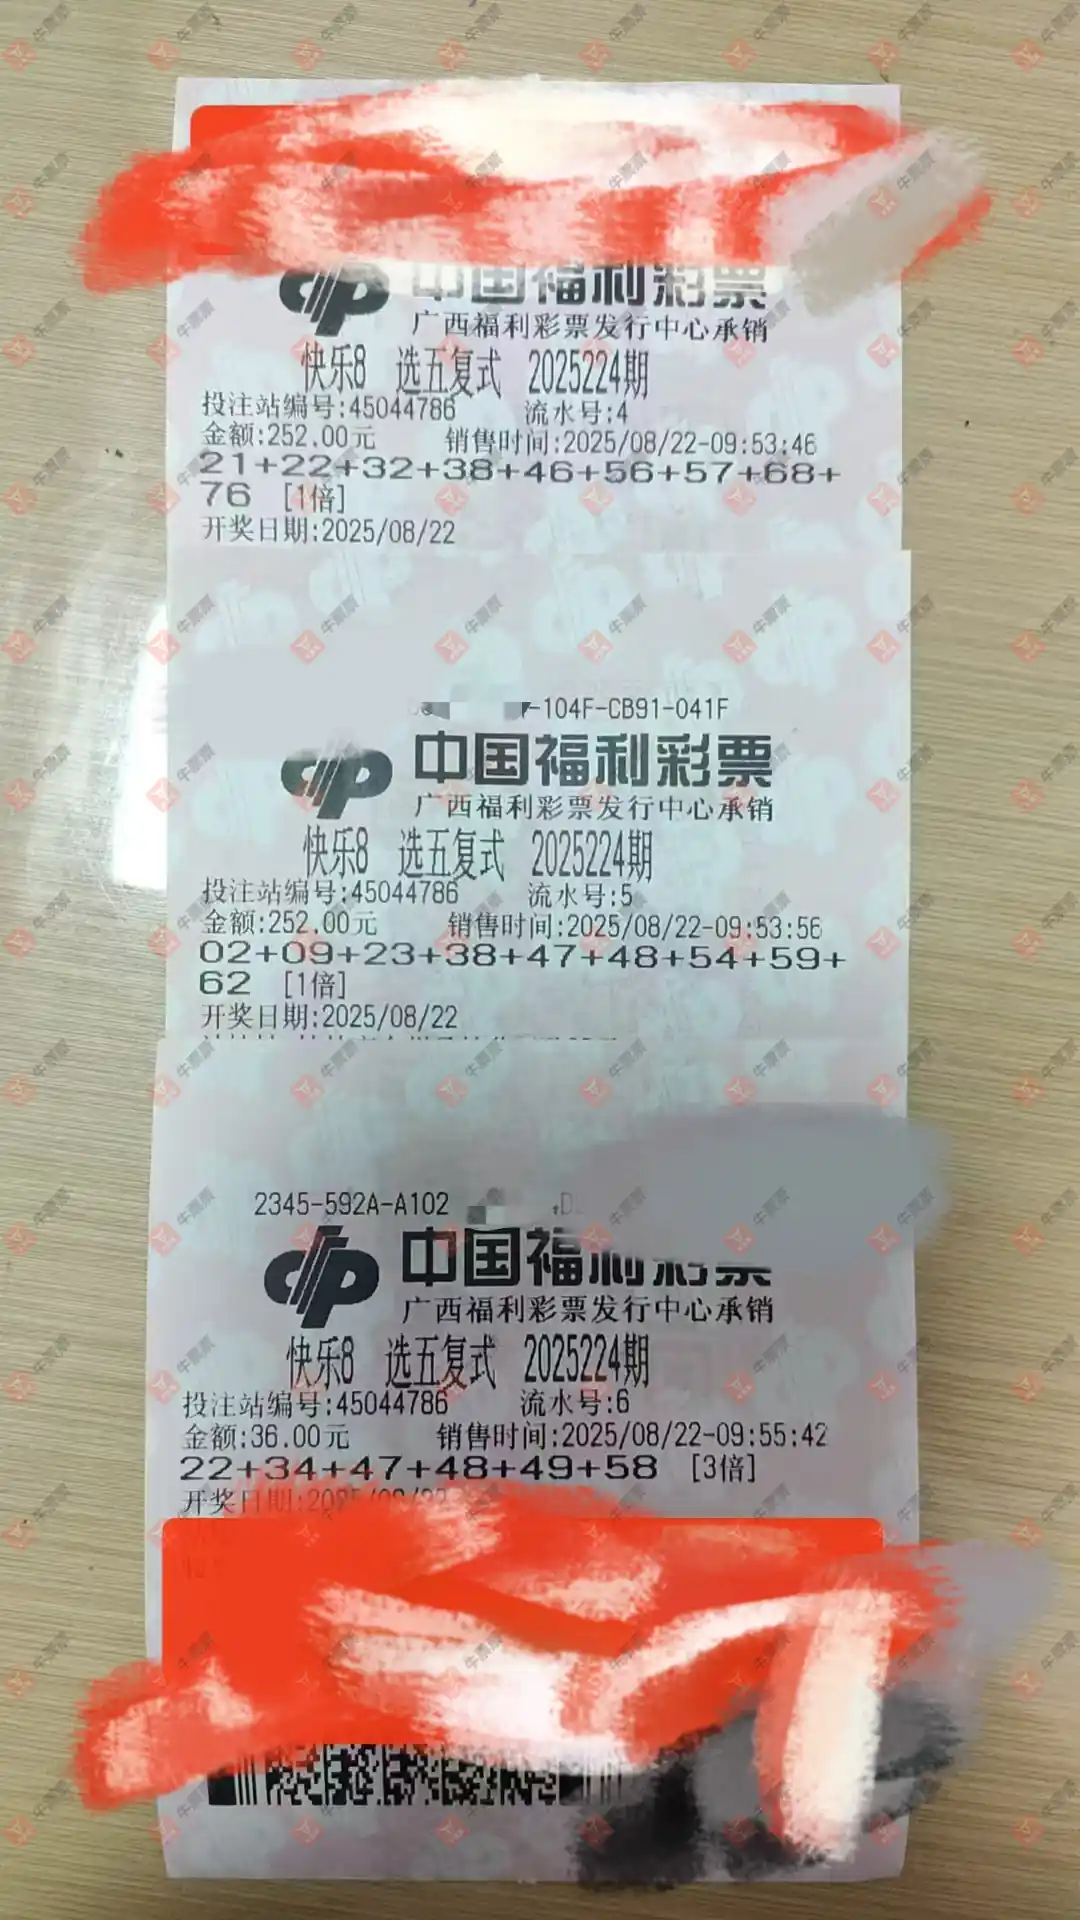 中国福利彩票
广西福利彩票发行中心承销
快乐8 选五复式 2025224期
投注站编号:45044786 流水号:4
金额:252.00元 销售时间:2025/08/22-09:53:46
21+22+32+38+46+56+57+68+
76 [1倍]
开奖日期:2025/08/22
-104F-CB91-041F
中国福利彩票
广西福利彩票发行中心承销
快乐8 选五复式 2025224期
投注站编号:45044786 流水号:5
金额:252.00元 销售时间:2025/08/22-09:53:56
02+09+23+38+47+48+54+59+
62 [1倍]
开奖日期:2025/08/22
2345-592A-A102
中国福利彩票
广西福利彩票发行中心承销
快乐8 选五复式 2025224期
投注站编号:45044786 流水号:6
金额:36.00元 销售时间:2025/08/22-09:55:42
22+34+47+48+49+58 [3倍]
开奖日期:2025/08/22